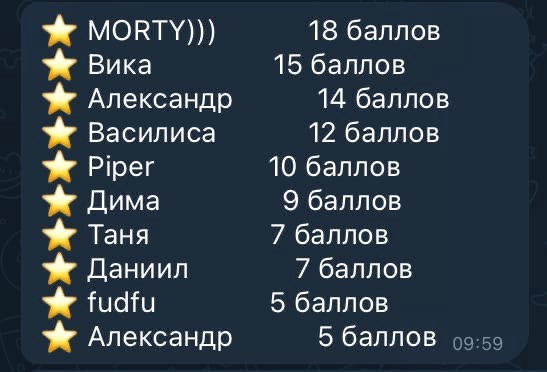 ⭐ MORTY))) 18 баллов
⭐ Вика 15 баллов
⭐ Александр 14 баллов
⭐ Василиса 12 баллов
⭐ Piper 10 баллов
⭐ Дима 9 баллов
⭐ Таня 7 баллов
⭐ Даниил 7 баллов
⭐ fudfu 5 баллов
⭐ Александр 5 баллов
09:59